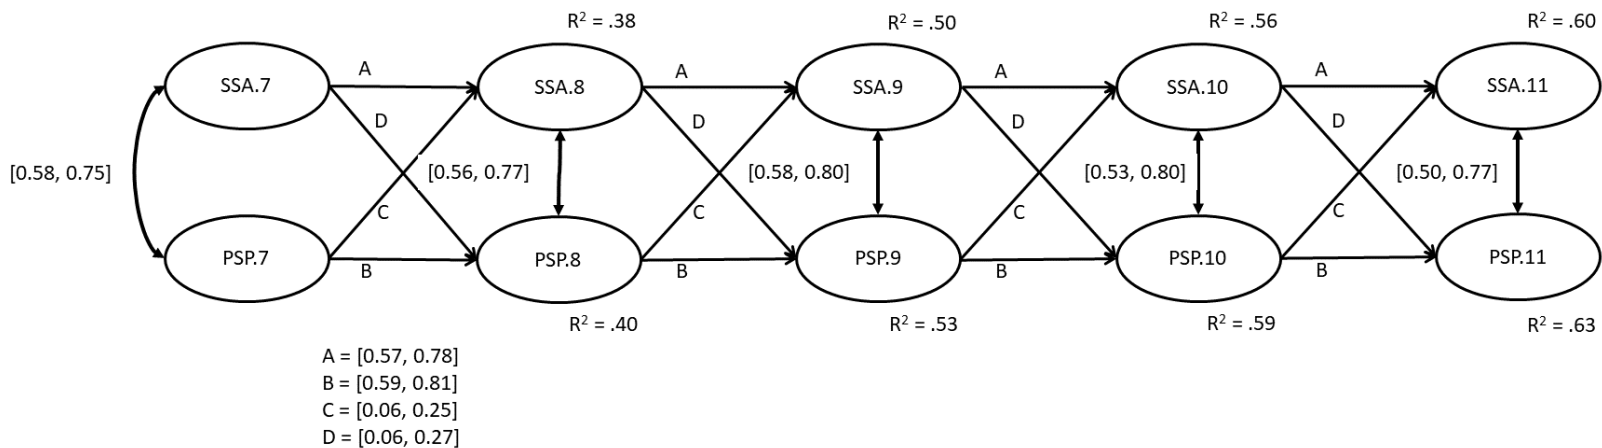 R² = .38
R² = .50
R² = .56
R² = .60
SSA.7
A
SSA.8
A
SSA.9
A
SSA.10
A
SSA.11
D
D
D
D
[0.58, 0.75]
[0.56, 0.77]
[0.58, 0.80]
[0.53, 0.80]
[0.50, 0.77]
C
C
C
C
PSP.7
B
PSP.8
B
PSP.9
B
PSP.10
B
PSP.11
R² = .40
R² = .53
R² = .59
R² = .63
A = [0.57, 0.78]
B = [0.59, 0.81]
C = [0.06, 0.25]
D = [0.06, 0.27]